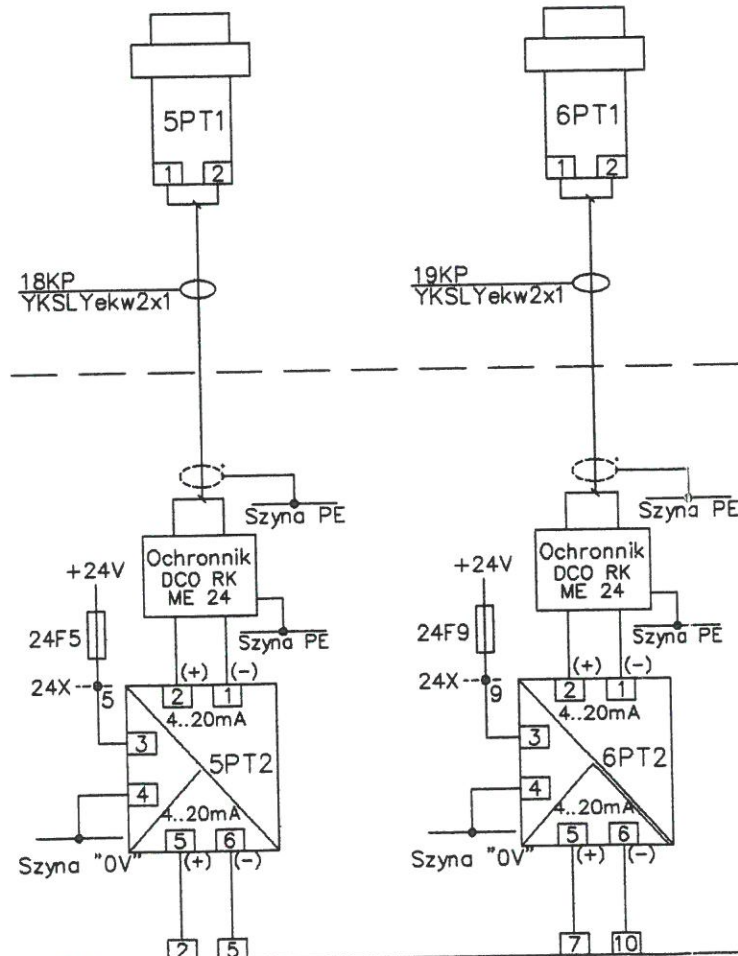 5PT1
1 2
18KP
YKSLYekw2x1
Szyna PE
Ochronnik
DCO RK
ME 24
+24V
24F5
Szyna PE
24X
5
(+) (-)
2 1
4..20mA
3
5PT2
4
4..20mA
5 6
Szyna "0V"
(+) (-)
2 5
6PT1
1 2
19KP
YKSLYekw2x1
Szyna PE
Ochronnik
DCO RK
ME 24
+24V
24F9
Szyna PE
24X
9
(+) (-)
2 1
4..20mA
3
6PT2
4
4..20mA
5 6
Szyna "0V"
(+) (-)
7 10